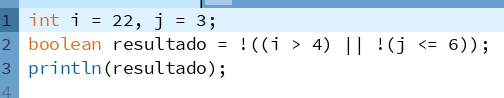 1 int i = 22, j = 3;
2 boolean resultado = !((i > 4) || !(j <= 6));
3 println(resultado);
4